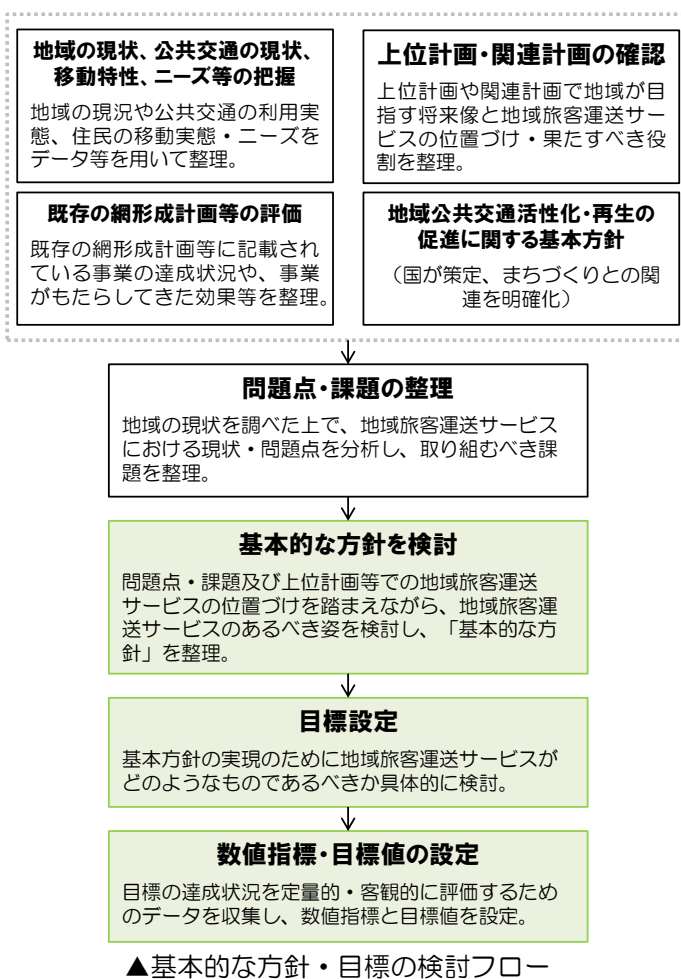 地域の現状、公共交通の現状、
移動特性、ニーズ等の把握
地域の現況や公共交通の利用実
態、住民の移動実態・ニーズを
データ等を用いて整理。
上位計画・関連計画の確認
上位計画や関連計画で地域が目
指す将来像と地域旅客運送サー
ビスの位置づけ・果たすべき役
割を整理。
既存の網形成計画等の評価
既存の網形成計画等に記載され
ている事業の達成状況や、事業
がもたらしてきた効果等を整理。
地域公共交通活性化・再生の
促進に関する基本方針
（国が策定、まちづくりとの関
連を明確化）
問題点・課題の整理
地域の現状を調べた上で、地域旅客運送サービス
における現状・問題点を分析し、取り組むべき課
題を整理。
基本的な方針を検討
問題点・課題及び上位計画等での地域旅客運送
サービスの位置づけを踏まえながら、地域旅客運
送サービスのあるべき姿を検討し、「基本的な方
針」を整理。
目標設定
基本方針の実現のために地域旅客運送サービスが
どのようなものであるべきか具体的に検討。
数値指標・目標値の設定
目標の達成状況を定量的・客観的に評価するため
のデータを収集し、数値指標と目標値を設定。
▲基本的な方針・目標の検討フロー